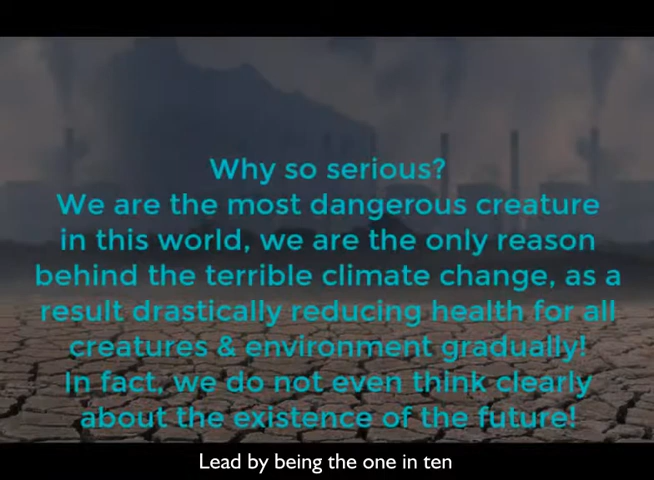 Why so serious?
We are the most dangerous creature
in this world, we are the only reason
behind the terrible climate change, as a
result drastically reducing health for all
creatures & environment gradually!
In fact, we do not even think clearly
about the existence of the future!
Lead by being the one in ten